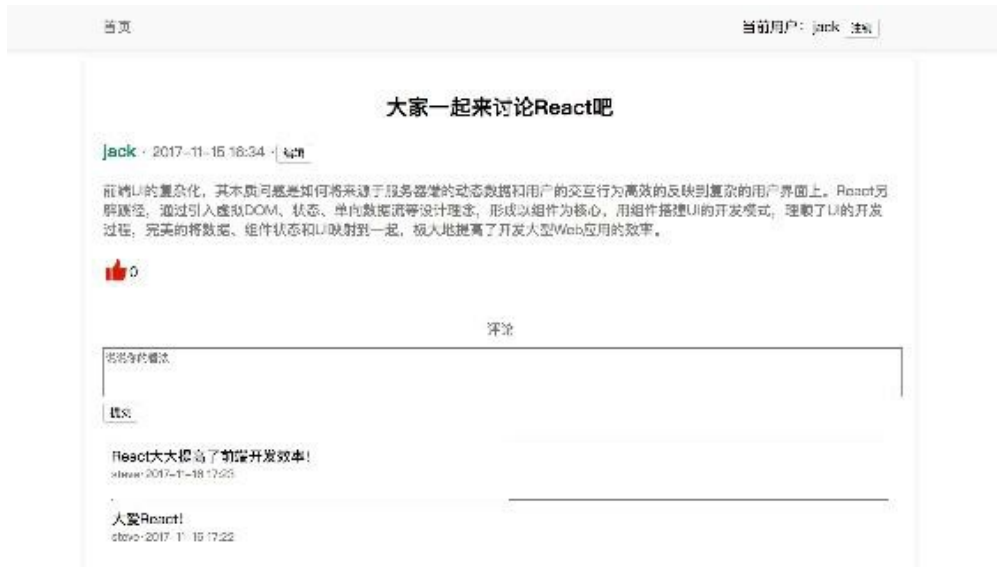 首页
当前用户：jack 注销
大家一起来讨论React吧
jack · 2017-11-15 16:34 · 编辑
前端UI的复杂化，其本质问题是如何将来源于服务器端的动态数据和用户的交互行为高效的反映到复杂的用户界面上。React另
辟蹊径，通过引入虚拟DOM、状态、单向数据流等设计理念，形成以组件为核心，用组件搭建UI的开发模式，理顺了UI的开发
过程，完美的将数据、组件状态和UI映射到一起，极大地提高了开发大型Web应用的效率。
0
评论
说说你的看法
提交
React大大提高了前端开发效率！
steve·2017-11-16 17:23
大爱React！
steve·2017-11-16 17:22